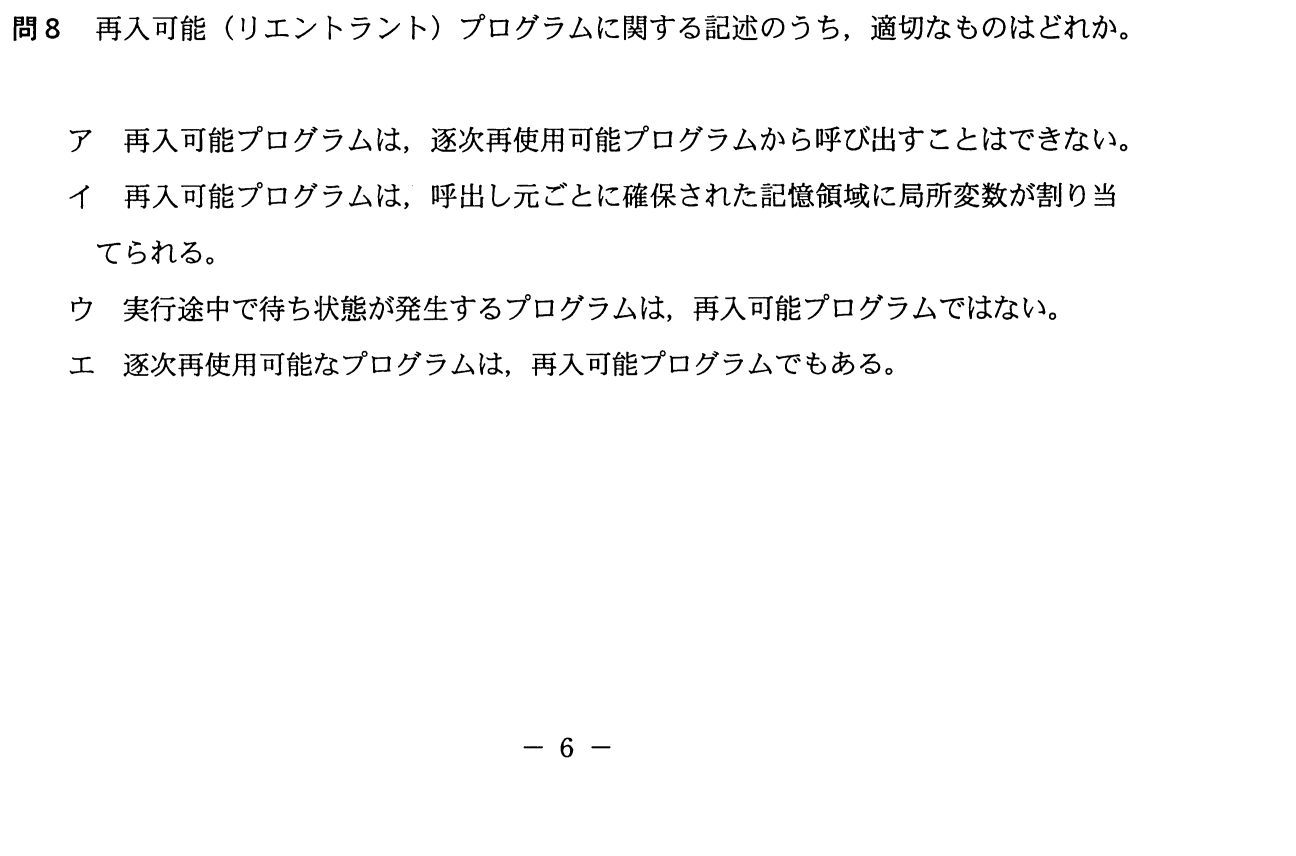 問8 再入可能（リエントラント）プログラムに関する記述のうち，適切なものはどれか。
ア 再入可能プログラムは，逐次再使用可能プログラムから呼び出すことはできない。
イ 再入可能プログラムは，呼出し元ごとに確保された記憶領域に局所変数が割り当
てられる。
ウ 実行途中で待ち状態が発生するプログラムは，再入可能プログラムではない。
エ 逐次再使用可能なプログラムは，再入可能プログラムでもある。
－ 6 －